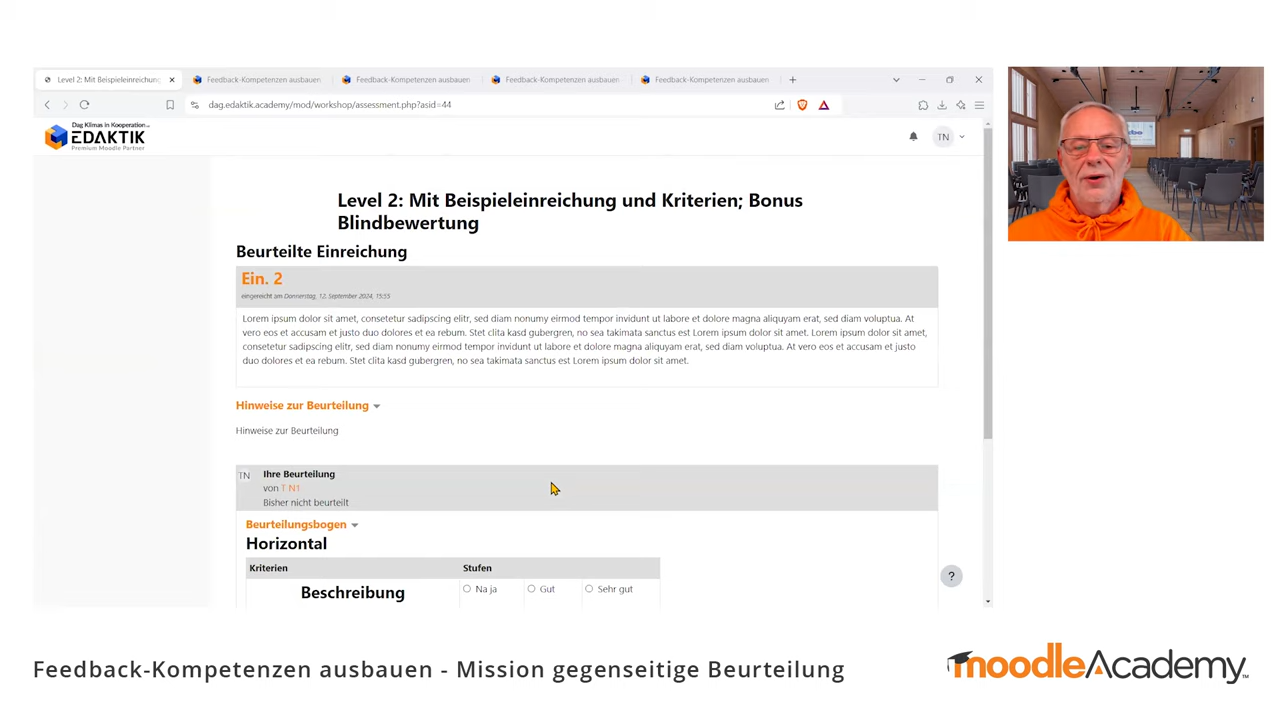 Level 2: Mit Beispieleinreichung
Feedback-Kompetenzen ausbauen
Feedback-Kompetenzen ausbauen
Feedback-Kompetenzen ausbauen
Feedback-Kompetenzen ausbauen
dag.edaktik.academy/mod/workshop/assessment.php?asid=44
Dag Klimas in Kooperation
EDAKTIK
Premium Moodle Partner
TN
Level 2: Mit Beispieleinreichung und Kriterien; Bonus
Blindbewertung
Beurteilte Einreichung
Ein. 2
eingereicht am Donnerstag, 12. September 2024, 15:55
Lorem ipsum dolor sit amet, consetetur sadipscing elitr, sed diam nonumy eirmod tempor invidunt ut labore et dolore magna aliquyam erat, sed diam voluptua. At
vero eos et accusam et justo duo dolores et ea rebum. Stet clita kasd gubergren, no sea takimata sanctus est Lorem ipsum dolor sit amet. Lorem ipsum dolor sit amet,
consetetur sadipscing elitr, sed diam nonumy eirmod tempor invidunt ut labore et dolore magna aliquyam erat, sed diam voluptua. At vero eos et accusam et justo
duo dolores et ea rebum. Stet clita kasd gubergren, no sea takimata sanctus est Lorem ipsum dolor sit amet.
Hinweise zur Beurteilung
Hinweise zur Beurteilung
TN
Ihre Beurteilung
von T N1
Bisher nicht beurteilt
Beurteilungsbogen
Horizontal
Kriterien Stufen
Beschreibung Na ja Gut Sehr gut
?
Feedback-Kompetenzen ausbauen - Mission gegenseitige Beurteilung
moodleAcademy™